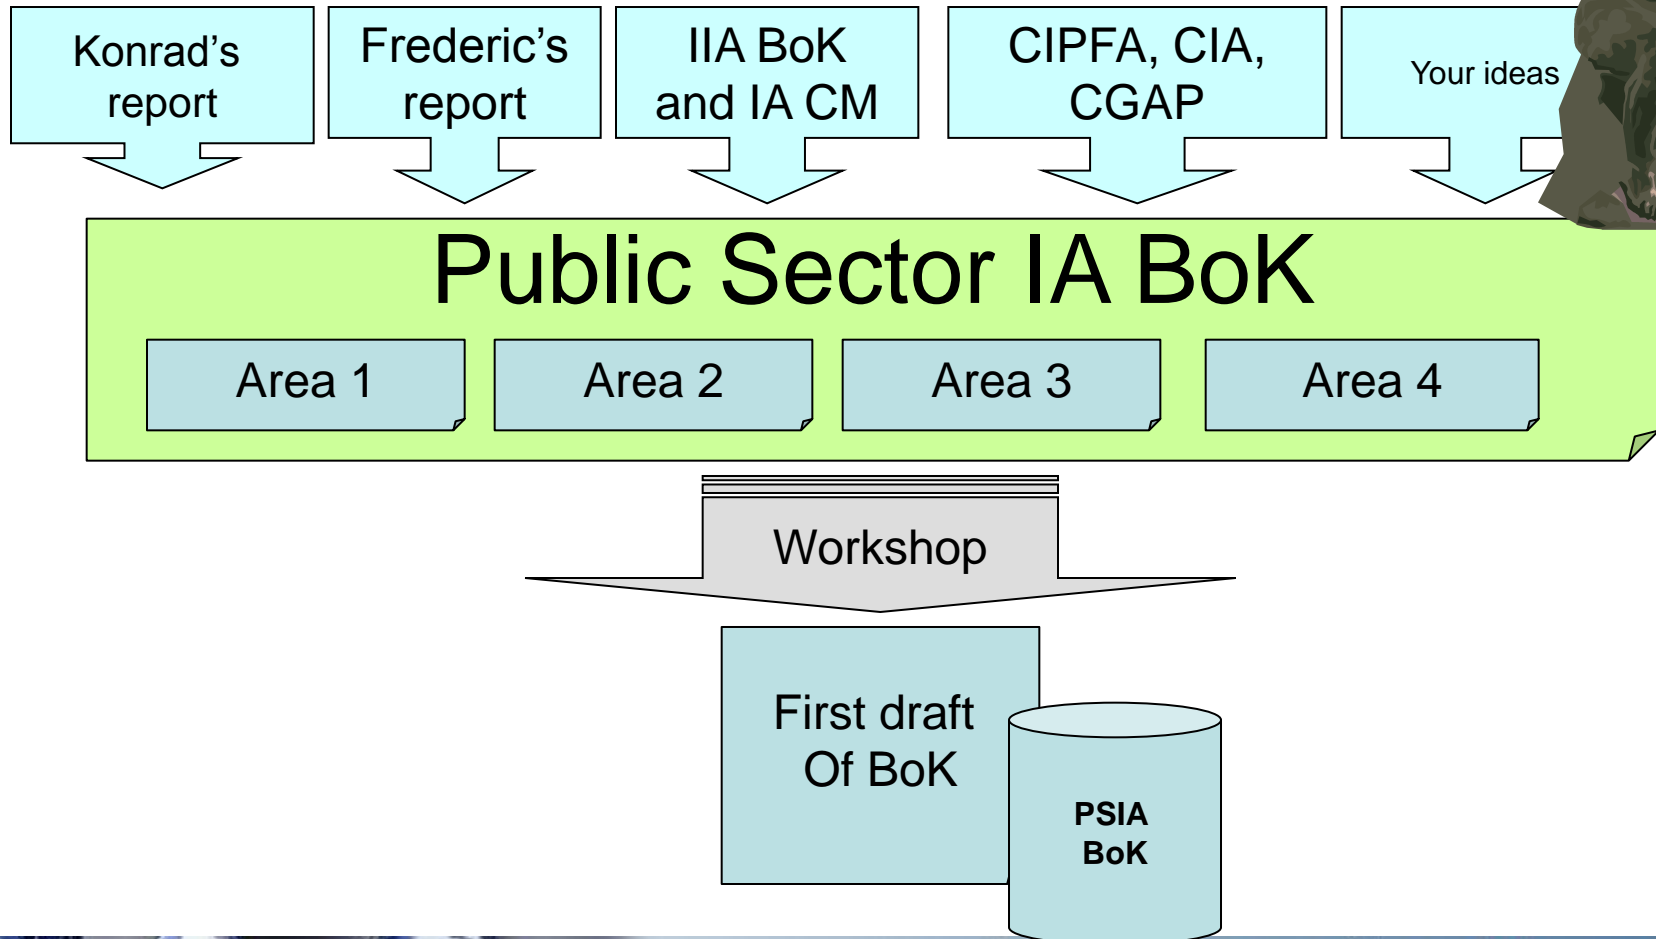 Konrad’s
report
Frederic’s
report
IIA BoK
and IA CM
CIPFA, CIA,
CGAP
Your ideas
Public Sector IA BoK
Area 1
Area 2
Area 3
Area 4
Workshop
First draft
Of BoK
PSIA
BoK